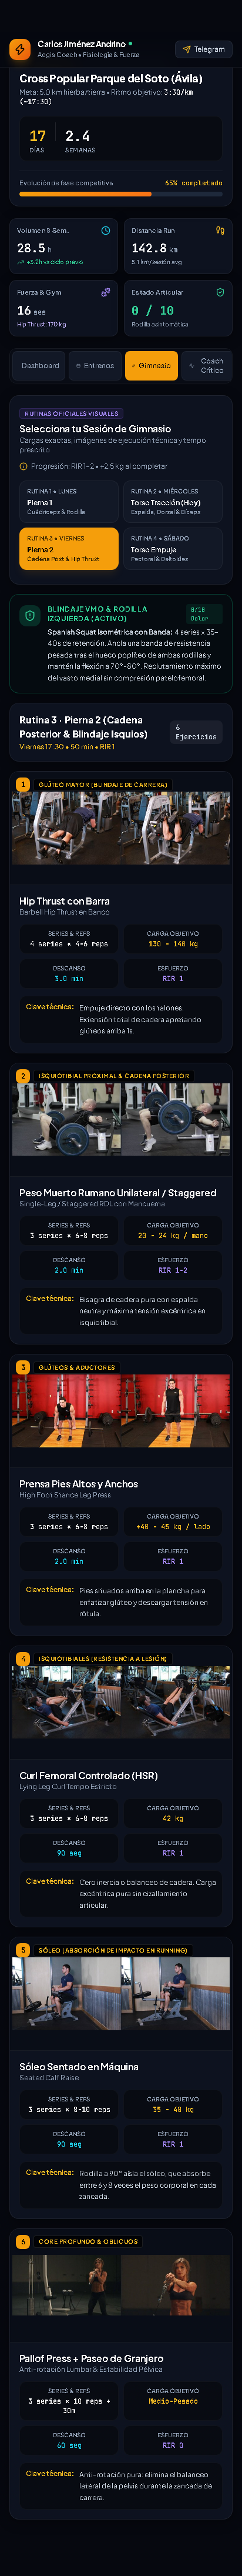 Carlos Jiménez Andrino
Aegis Coach • Fisiología & Fuerza
Telegram
Cross Popular Parque del Soto (Ávila)
Meta: 5.0 km hierba/tierra • Ritmo objetivo: 3:30/km
(~17:30)
17
DÍAS
2.4
SEMANAS
Evolución de fase competitiva
65% completado
Volumen 8 Sem.
28.5 h
+3.2h vs ciclo previo
Distancia Run
142.8 km
5.1 km/sesión avg
Fuerza & Gym
16 ses
Hip Thrust: 170 kg
Estado Articular
0 / 10
Rodilla asintomática
Dashboard
Entrenos
Gimnasio
Coach
Crítico
RUTINAS OFICIALES VISUALES
Selecciona tu Sesión de Gimnasio
Cargas exactas, imágenes de ejecución técnica y tiempo
prescrito
Progresión: RIR 1-2 • +2.5 kg al completar
RUTINA 1 • LUNES
Pierna 1
Cuádriceps & Rodilla
RUTINA 2 • MIÉRCOLES
Torso Tracción (Hoy)
Espalda, Dorsal & Bíceps
RUTINA 3 • VIERNES
Pierna 2
Cadena Post & Hip Thrust
RUTINA 4 • SÁBADO
Torso Empuje
Pectoral & Deltoides
BLINDAJE VMO & RODILLA
IZQUIERDA (ACTIVO)
0/10
Dolor
Spanish Squat Isométrica con Banda: 4 series × 35-
40s de retención. Anida una banda de resistencia
pesada tras el hueco poplíteo de ambas rodillas y
mantén la flexión a 70°-80°. Reclutamiento máximo
del vasto medial sin compresión patelofemoral.
Rutina 3 · Pierna 2 (Cadena
Posterior & Blindaje Isquios)
Viernes 17:30 • 50 min • RIR 1
6
Ejercicios
1
GLÚTEO MAYOR (BLINDAJE DE CARRERA)
Hip Thrust con Barra
Barbell Hip Thrust en Banco
SERIES & REPS
4 series × 4-6 reps
CARGA OBJETIVO
130 - 140 kg
DESCANSO
3.0 min
ESFUERZO
RIR 1
Clave técnica:
Empuje directo con los talones.
Extensión total de cadera apretando
glúteos arriba 1s.
2
ISQUIOTIBIAL PROXIMAL & CADENA POSTERIOR
Peso Muerto Rumano Unilateral / Staggered
Single-Leg / Staggered RDL con Mancuerna
SERIES & REPS
3 series × 6-8 reps
CARGA OBJETIVO
20 - 24 kg / mano
DESCANSO
2.0 min
ESFUERZO
RIR 1-2
Clave técnica:
Bisagra de cadera pura con espalda
neutra y máxima tensión excéntrica en
isquiotibial.
3
GLÚTEOS & ADUCTORES
Prensa Pies Altos y Anchos
High Foot Stance Leg Press
SERIES & REPS
3 series × 6-8 reps
CARGA OBJETIVO
+40 - 45 kg / lado
DESCANSO
2.0 min
ESFUERZO
RIR 1
Clave técnica:
Pies situados arriba en la plancha para
enfatizar glúteo y descargar tensión en
rótula.
4
ISQUIOTIBIALES (RESISTENCIA A LESIÓN)
Curl Femoral Controlado (HSR)
Lying Leg Curl Tempo Estricto
SERIES & REPS
3 series × 6-8 reps
CARGA OBJETIVO
42 kg
DESCANSO
90 seg
ESFUERZO
RIR 1
Clave técnica:
Cero inercia o balanceo de cadera. Carga
excéntrica pura sin cizallamiento
articular.
5
SÓLEO (ABSORCIÓN DE IMPACTO EN RUNNING)
Sóleo Sentado en Máquina
Seated Calf Raise
SERIES & REPS
3 series × 8-10 reps
CARGA OBJETIVO
35 - 40 kg
DESCANSO
90 seg
ESFUERZO
RIR 1
Clave técnica:
Rodilla a 90° aísla el sóleo, que absorbe
entre 6 y 8 veces el peso corporal en cada
zancada.
6
CORE PROFUNDO & OBLICUOS
Pallof Press + Paseo de Granjero
Anti-rotación Lumbar & Estabilidad Pélvica
SERIES & REPS
3 series × 10 reps +
30m
CARGA OBJETIVO
Medio-Pesado
DESCANSO
60 seg
ESFUERZO
RIR 0
Clave técnica:
Anti-rotación pura: elimina el balanceo
lateral de la pelvis durante la zancada de
carrera.